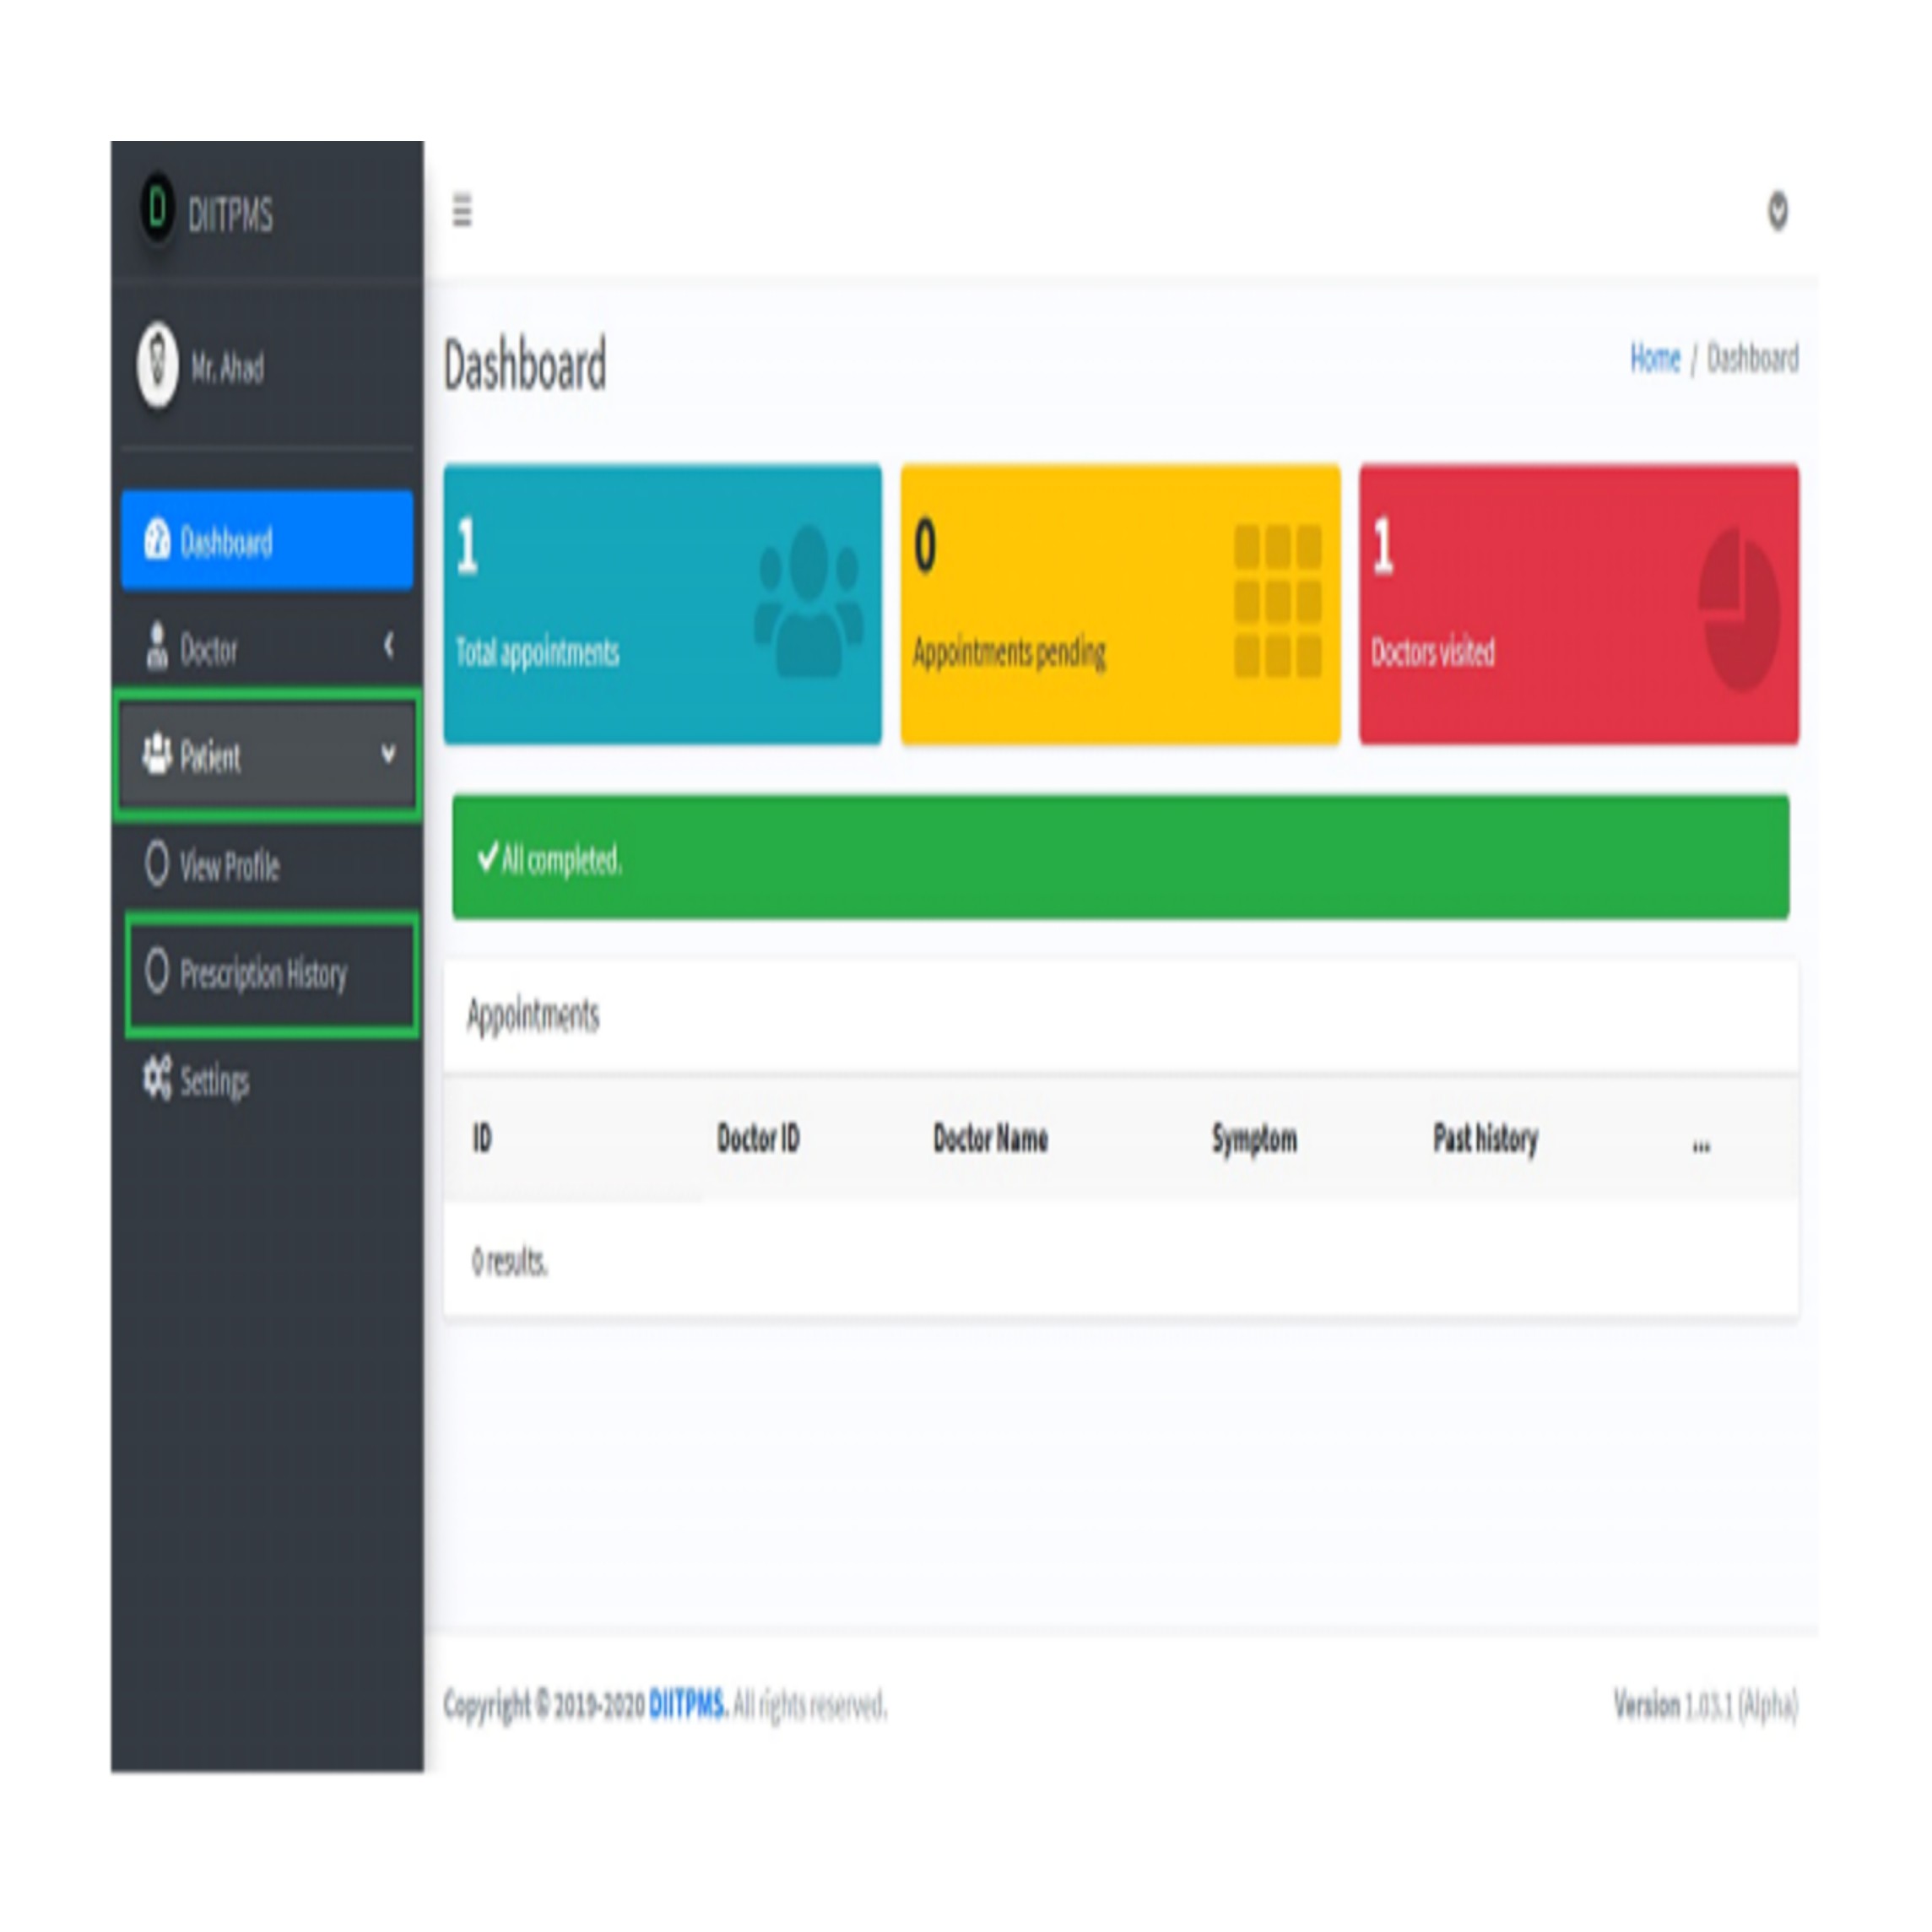 D DIITPMS
Mr. Ahad
Dashboard
Doctor
Patient
View Profile
Prescription History
Settings
Dashboard
Home / Dashboard
1
Total appointments
0
Appointments pending
1
Doctors visited
All completed.
Appointments
ID Doctor ID Doctor Name Symptom Past history ...
0 results.
Copyright © 2019-2020 DIITPMS. All rights reserved.
Version 1.03.1 (Alpha)